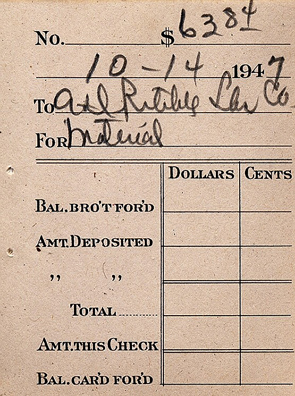 No. $6384
10-14 1947
To
For Material
DOLLARS CENTS
BAL. BRO'T FOR'D
AMT. DEPOSITED
" "
TOTAL
AMT. THIS CHECK
BAL. CAR'D FOR'D